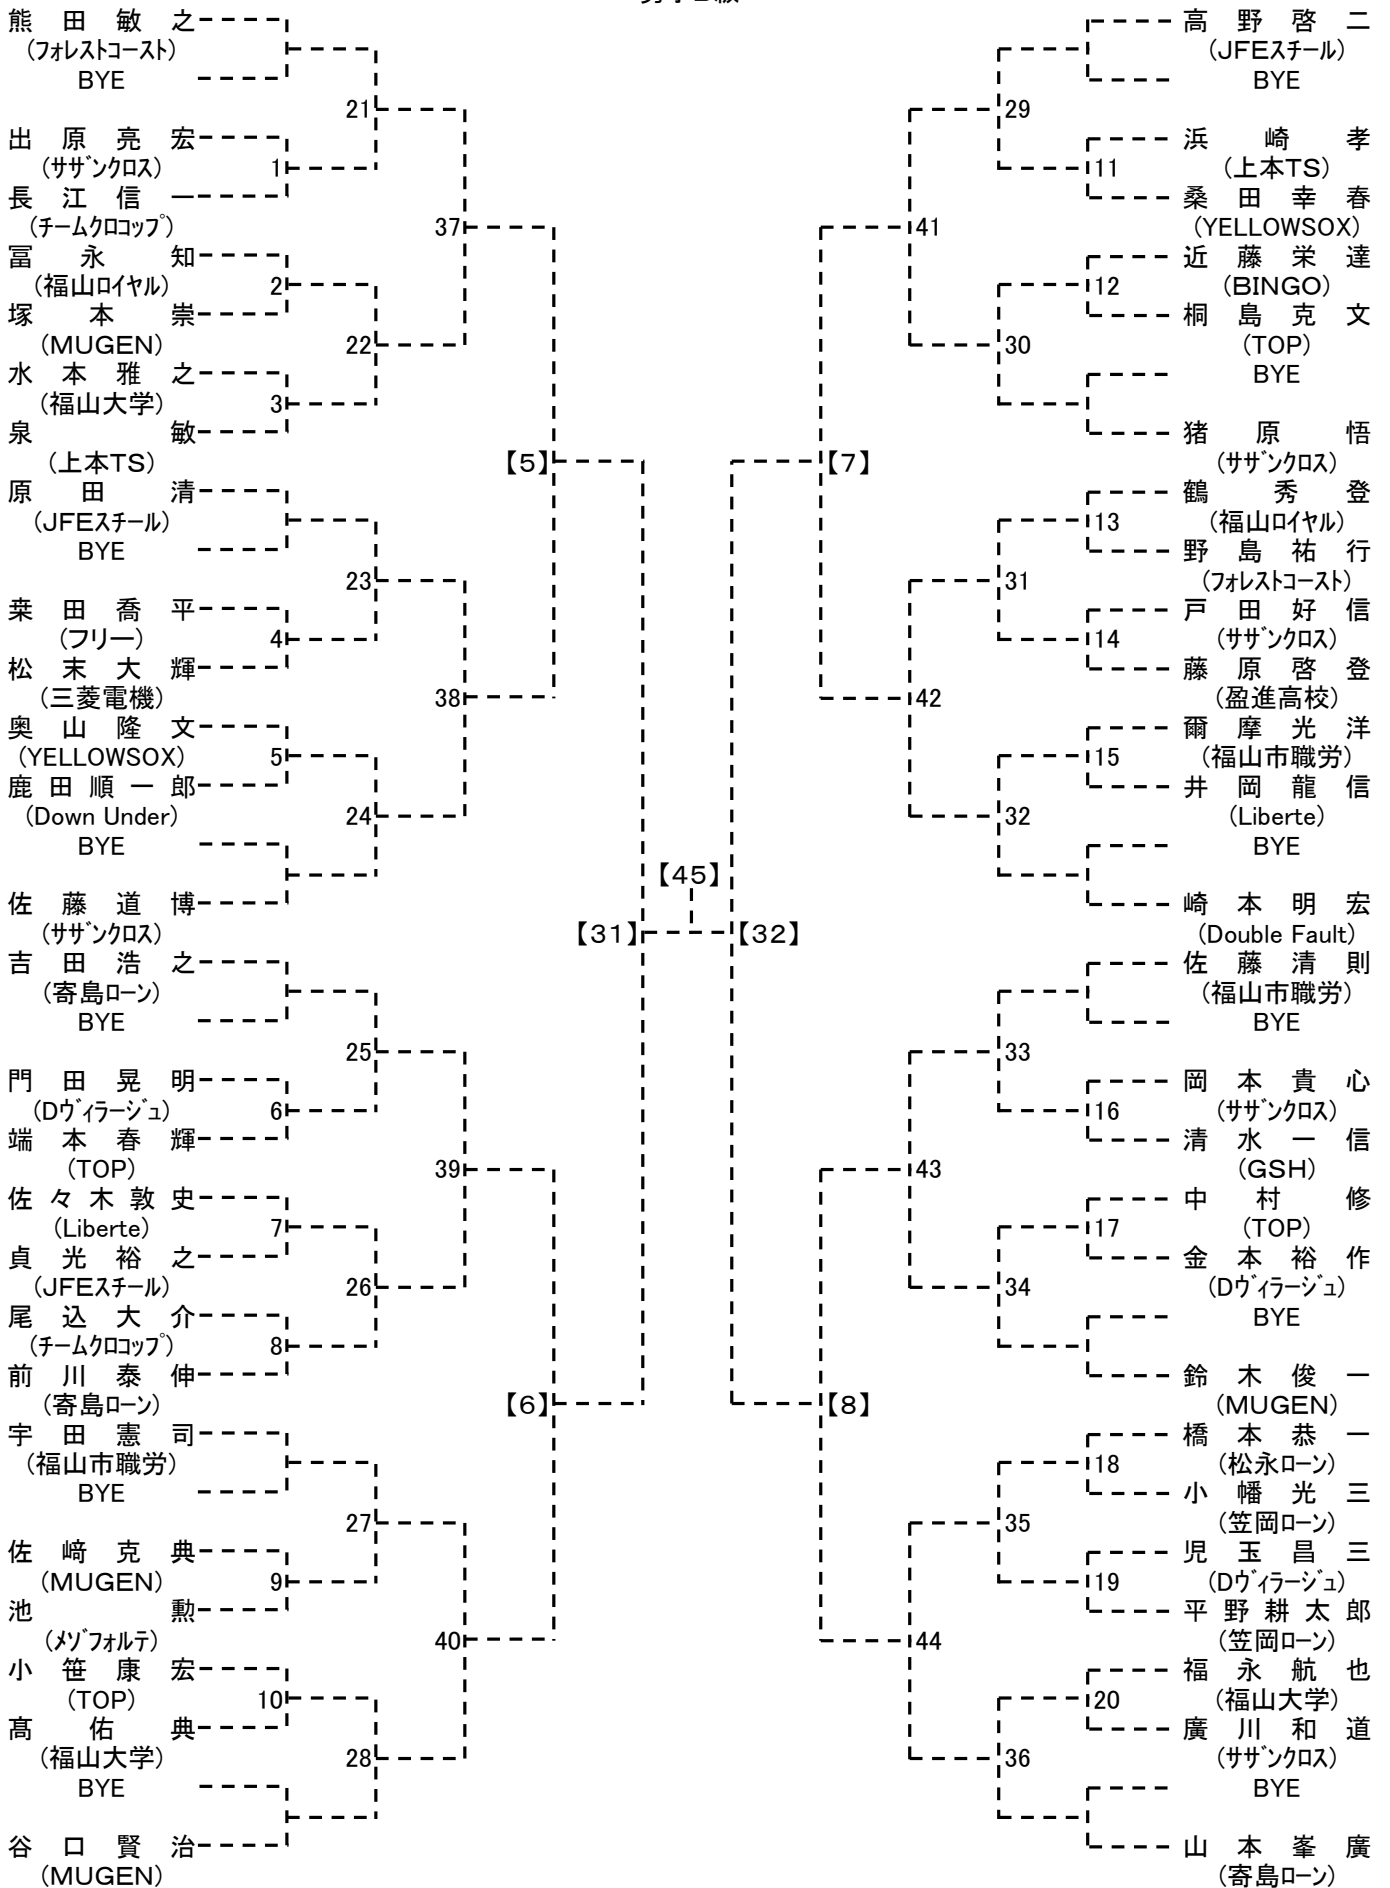 熊田敏之
(フォレストコースト)
BYE
21
出原亮宏
(サザンクロス)
1
長江信一
(チームクロコップ)
37
冨永知
(福山ロイヤル)
2
塚本崇
(MUGEN)
22
水本雅之
(福山大学)
3
泉敏
(上本TS)
【5】
原田清
(JFEスチール)
BYE
23
桒田喬平
(フリー)
4
松末大輝
(三菱電機)
38
奥山隆文
(YELLOWSOX)
5
鹿田順一郎
(Down Under)
24
BYE
佐藤道博
(サザンクロス)
【31】
吉田浩之
(寄島ローン)
BYE
25
門田晃明
(Dヴィラージュ)
6
端本春輝
(TOP)
39
佐々木敦史
(Liberte)
7
貞光裕之
(JFEスチール)
26
尾込大介
(チームクロコップ)
8
前川泰伸
(寄島ローン)
【6】
宇田憲司
(福山市職労)
BYE
27
佐﨑克典
(MUGEN)
9
池勲
(メゾフォルテ)
40
小笹康宏
(TOP)
10
髙佑典
(福山大学)
28
BYE
谷口賢治
(MUGEN)
【45】
高野啓二
(JFEスチール)
BYE
29
浜崎孝
11
(上本TS)
桑田幸春
(YELLOWSOX)
41
近藤栄達
12
(BINGO)
桐島克文
(TOP)
30
BYE
猪原悟
(サザンクロス)
【7】
鶴秀登
13
(福山ロイヤル)
野島祐行
(フォレストコースト)
31
戸田好信
14
(サザンクロス)
藤原啓登
(盈進高校)
42
爾摩光洋
15
(福山市職労)
井岡龍信
(Liberte)
32
BYE
崎本明宏
(Double Fault)
【32】
佐藤清則
(福山市職労)
BYE
33
岡本貴心
16
(サザンクロス)
清水一信
(GSH)
43
中村修
17
(TOP)
金本裕作
(Dヴィラージュ)
34
BYE
鈴木俊一
(MUGEN)
【8】
橋本恭一
18
(松永ローン)
小幡光三
(笠岡ローン)
35
児玉昌三
19
(Dヴィラージュ)
平野耕太郎
(笠岡ローン)
44
福永航也
20
(福山大学)
廣川和道
(サザンクロス)
36
BYE
山本峯廣
(寄島ローン)